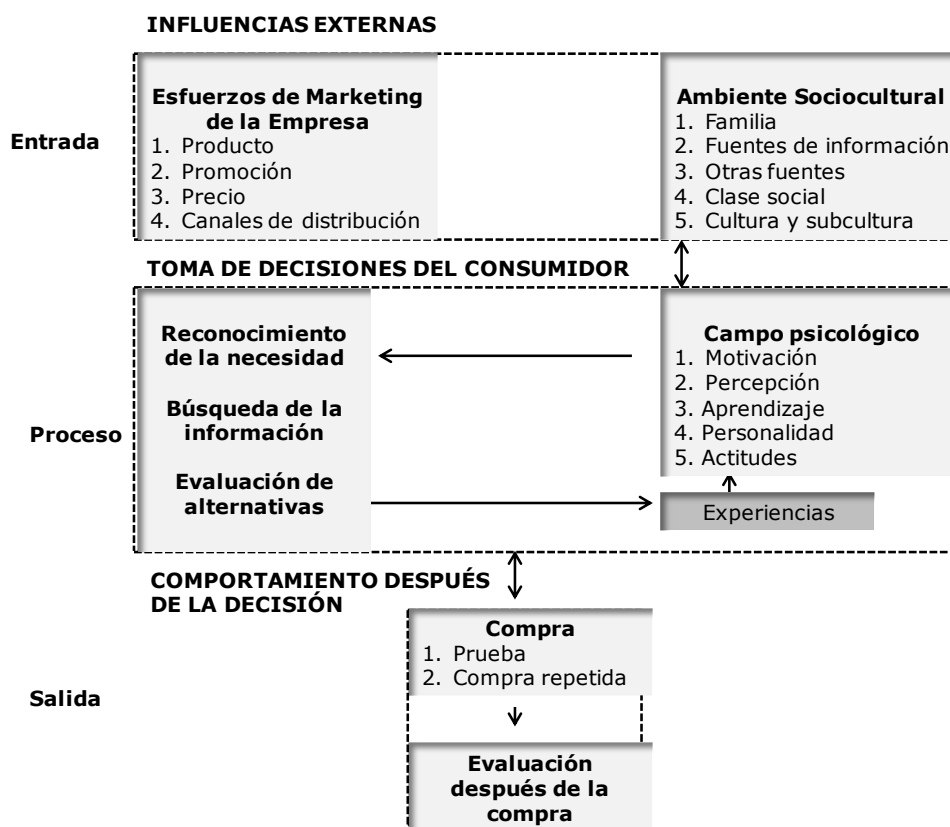 INFLUENCIAS EXTERNAS
Entrada
Esfuerzos de Marketing
de la Empresa
1. Producto
2. Promoción
3. Precio
4. Canales de distribución
Ambiente Sociocultural
1. Familia
2. Fuentes de información
3. Otras fuentes
4. Clase social
5. Cultura y subcultura
TOMA DE DECISIONES DEL CONSUMIDOR
Proceso
Reconocimiento
de la necesidad
Búsqueda de la
información
Evaluación de
alternativas
Campo psicológico
1. Motivación
2. Percepción
3. Aprendizaje
4. Personalidad
5. Actitudes
Experiencias
COMPORTAMIENTO DESPUÉS
DE LA DECISIÓN
Salida
Compra
1. Prueba
2. Compra repetida
Evaluación
después de la
compra